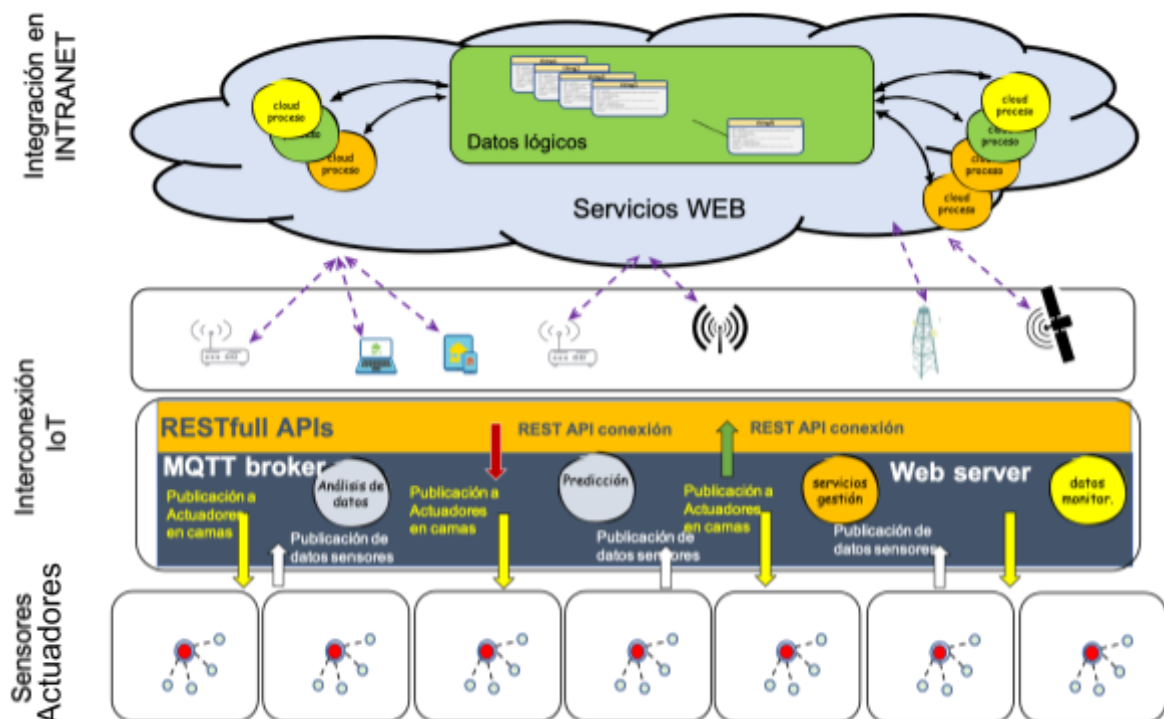 Integración en
INTRANET
cloud
proceso
cloud
proceso
Datos lógicos
cloud
proceso
cloud
proceso
cloud
proceso
Servicios WEB
Interconexión
IoT
RESTfull APIs
REST API conexión
REST API conexión
MQTT broker
Web server
Análisis de
datos
Predicción
servicios
gestión
datos
monitor.
Publicación a
Actuadores
en camas
Publicación a
Actuadores
en camas
Publicación a
Actuadores
en camas
Publicación de
datos sensores
Publicación de
datos sensores
Publicación de
datos sensores
Sensores
Actuadores